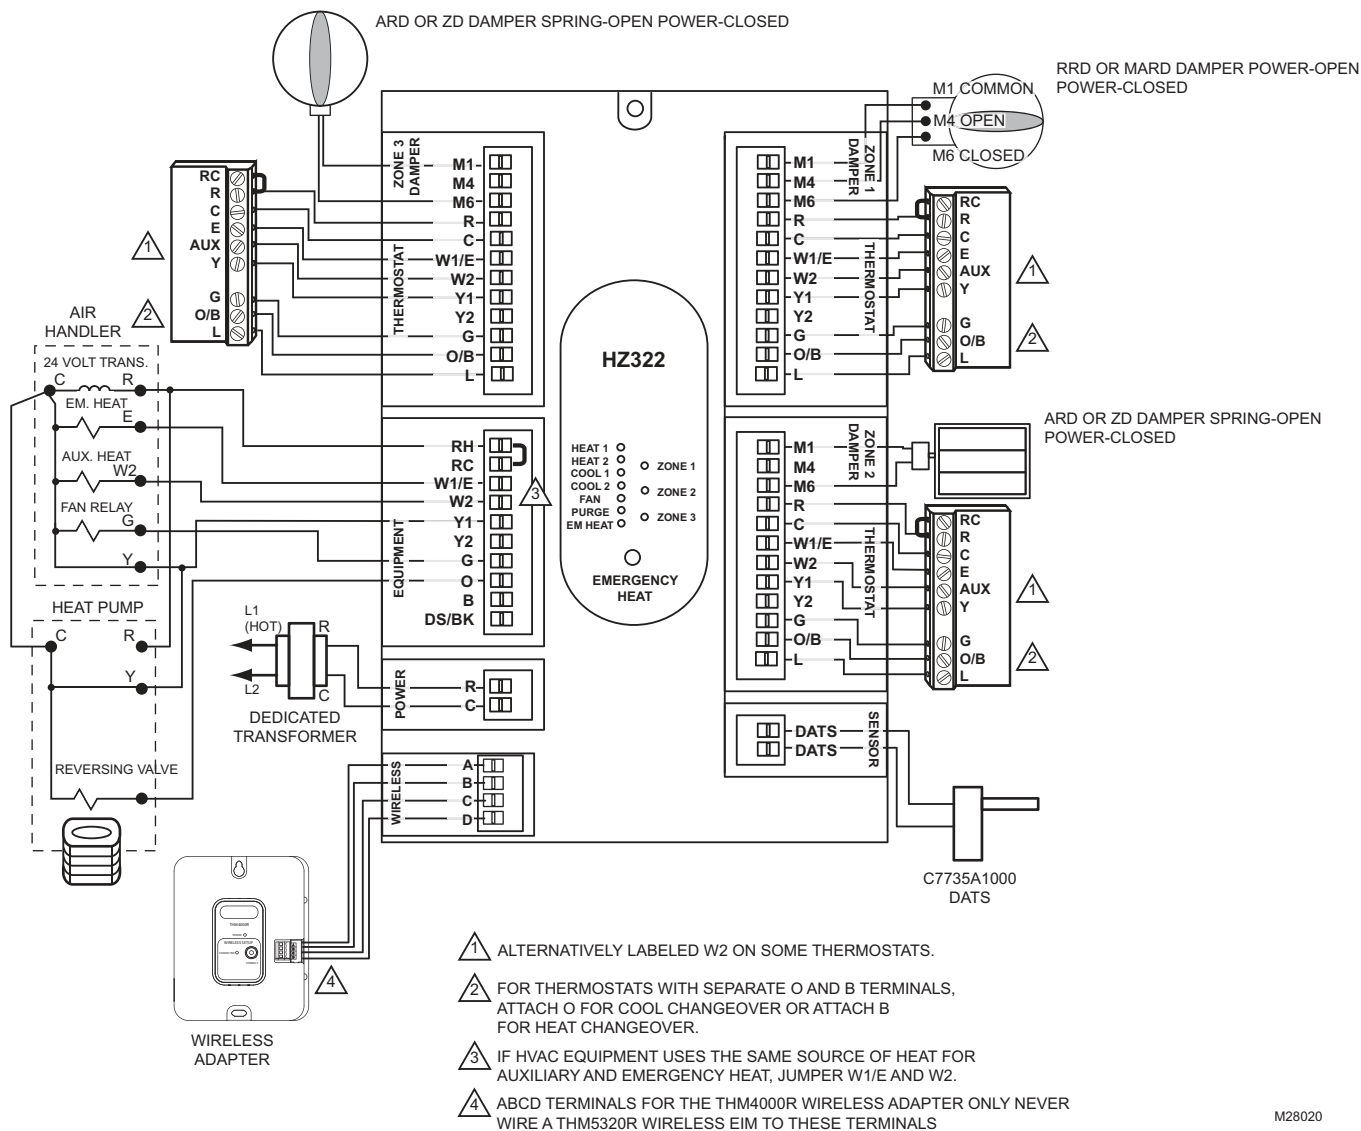 ARD OR ZD DAMPER SPRING-OPEN POWER-CLOSED
RRD OR MARD DAMPER POWER-OPEN
POWER-CLOSED
M1 COMMON
M4 OPEN
M6 CLOSED
ZONE 3
DAMPER
M1
M4
M6
THERMOSTAT
R
C
W1/E
W2
Y1
Y2
G
O/B
L
RC
R
C
E
AUX
Y
G
O/B
L
1
2
ZONE 1
DAMPER
M1
M4
M6
THERMOSTAT
R
C
W1/E
W2
Y1
Y2
G
O/B
L
RC
R
C
E
AUX
Y
G
O/B
L
1
2
AIR
HANDLER
24 VOLT TRANS.
C
R
EM. HEAT
E
AUX. HEAT
W2
FAN RELAY
G
Y
HEAT PUMP
C
R
Y
REVERSING VALVE
EQUIPMENT
RH
RC
W1/E
W2
Y1
Y2
G
O
B
DS/BK
3
HZ322
HEAT 1
HEAT 2
COOL 1
COOL 2
FAN
PURGE
EM HEAT
ZONE 1
ZONE 2
ZONE 3
EMERGENCY
HEAT
ARD OR ZD DAMPER SPRING-OPEN
POWER-CLOSED
ZONE 2
DAMPER
M1
M4
M6
THERMOSTAT
R
C
W1/E
W2
Y1
Y2
G
O/B
L
RC
R
C
E
AUX
Y
G
O/B
L
1
2
L1
(HOT)
L2
R
C
DEDICATED
TRANSFORMER
POWER
R
C
SENSOR
DATS
DATS
C7735A1000
DATS
WIRELESS
A
B
C
D
THM4000R
WIRELESS SETUP
4
WIRELESS
ADAPTER
1 ALTERNATIVELY LABELED W2 ON SOME THERMOSTATS.
2 FOR THERMOSTATS WITH SEPARATE O AND B TERMINALS,
ATTACH O FOR COOL CHANGEOVER OR ATTACH B
FOR HEAT CHANGEOVER.
3 IF HVAC EQUIPMENT USES THE SAME SOURCE OF HEAT FOR
AUXILIARY AND EMERGENCY HEAT, JUMPER W1/E AND W2.
4 ABCD TERMINALS FOR THE THM4000R WIRELESS ADAPTER ONLY NEVER
WIRE A THM5320R WIRELESS EIM TO THESE TERMINALS
M28020